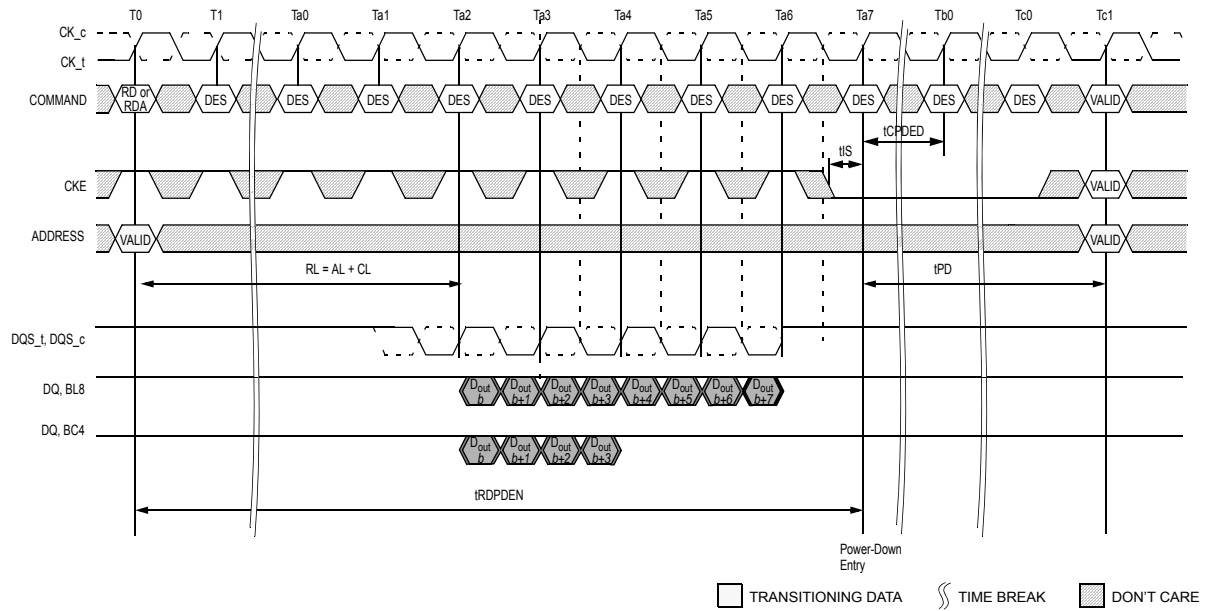 T0 T1 Ta0 Ta1 Ta2 Ta3 Ta4 Ta5 Ta6 Ta7 Tb0 Tc0 Tc1
CK_c
CK_t
COMMAND RD or RDA DES DES DES DES DES DES DES DES DES DES DES VALID
tCPDED
tIS
CKE VALID
ADDRESS VALID VALID
RL = AL + CL tPD
DQS_t, DQS_c
DQ, BL8 Dout b Dout b+1 Dout b+2 Dout b+3 Dout b+4 Dout b+5 Dout b+6 Dout b+7
DQ, BC4 Dout b Dout b+1 Dout b+2 Dout b+3
tRDPDEN
Power-Down
Entry
TRANSITIONING DATA TIME BREAK DON'T CARE